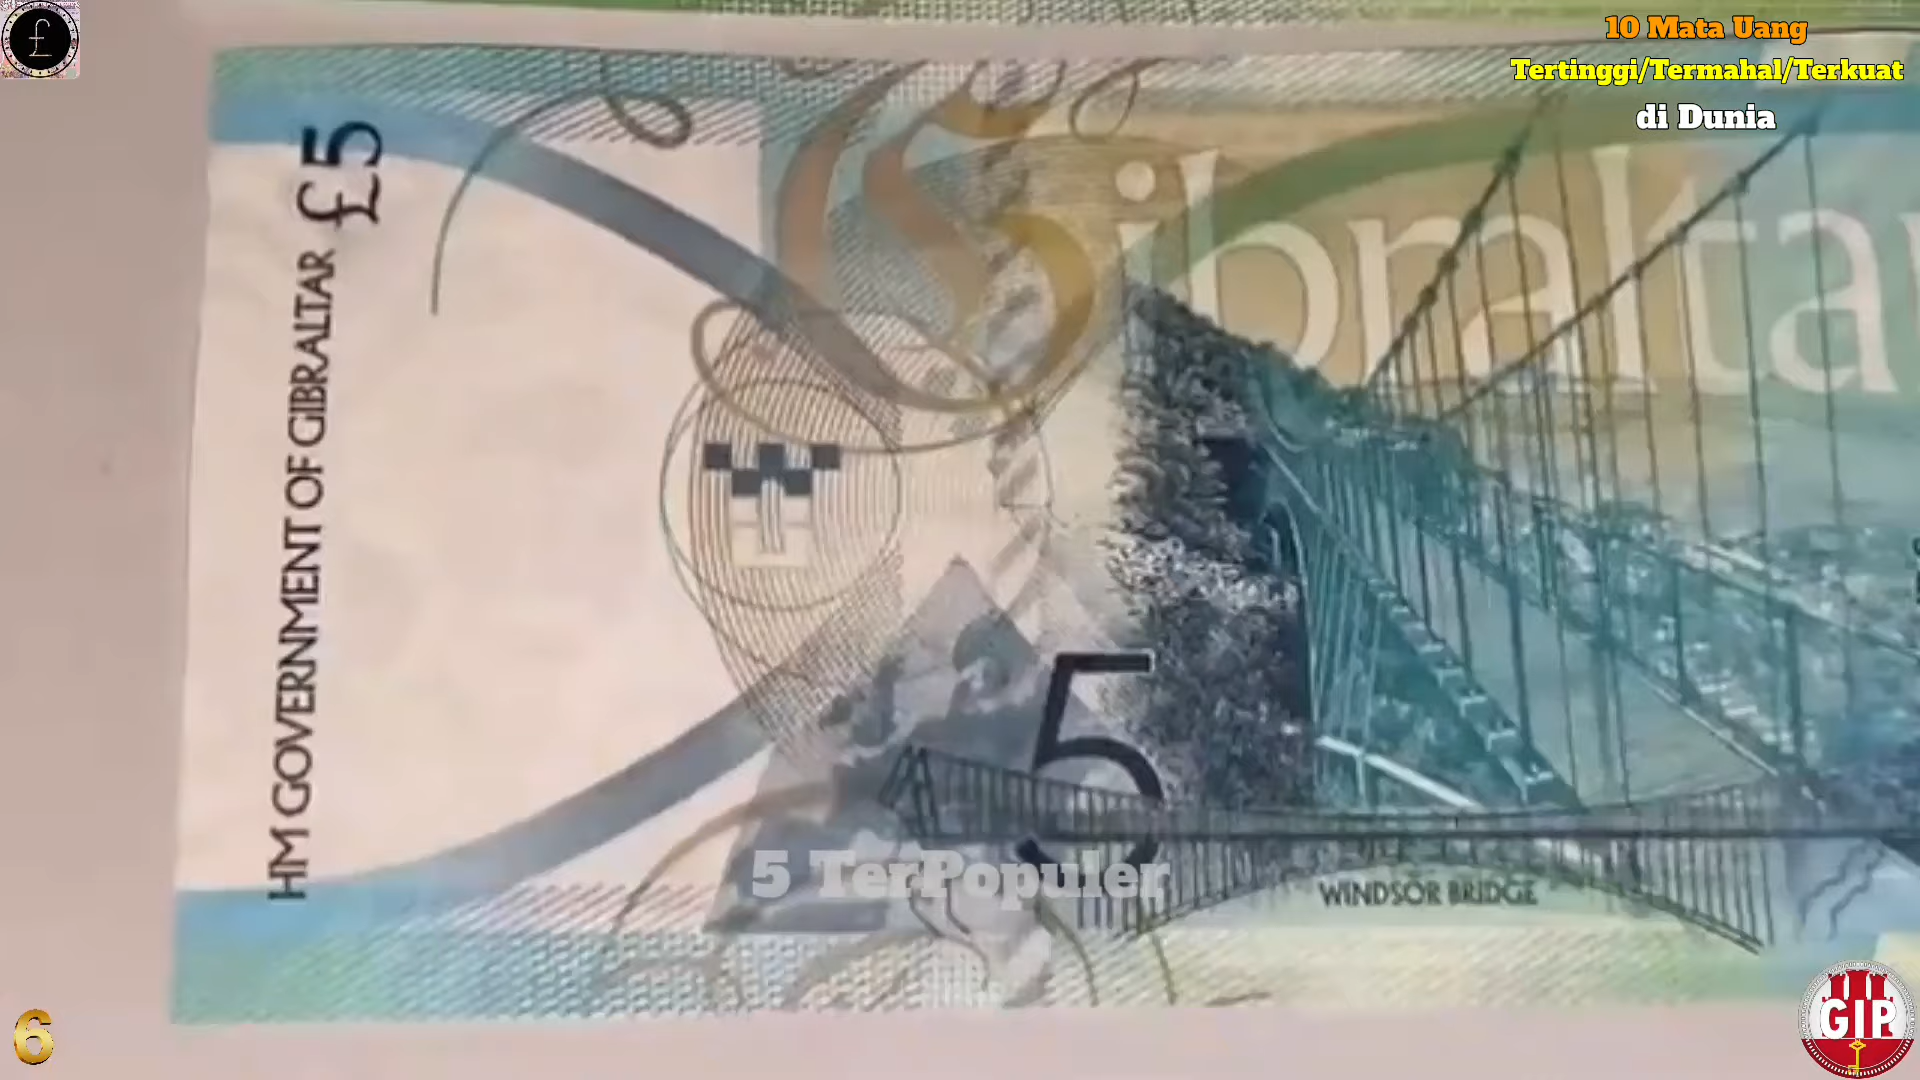 £
10 Mata Uang
Tertinggi/Termahal/Terkuat
di Dunia
HM GOVERNMENT OF GIBRALTAR £5
Gibraltar
5
5 TerPopuler
WINDSOR BRIDGE
6
GIP